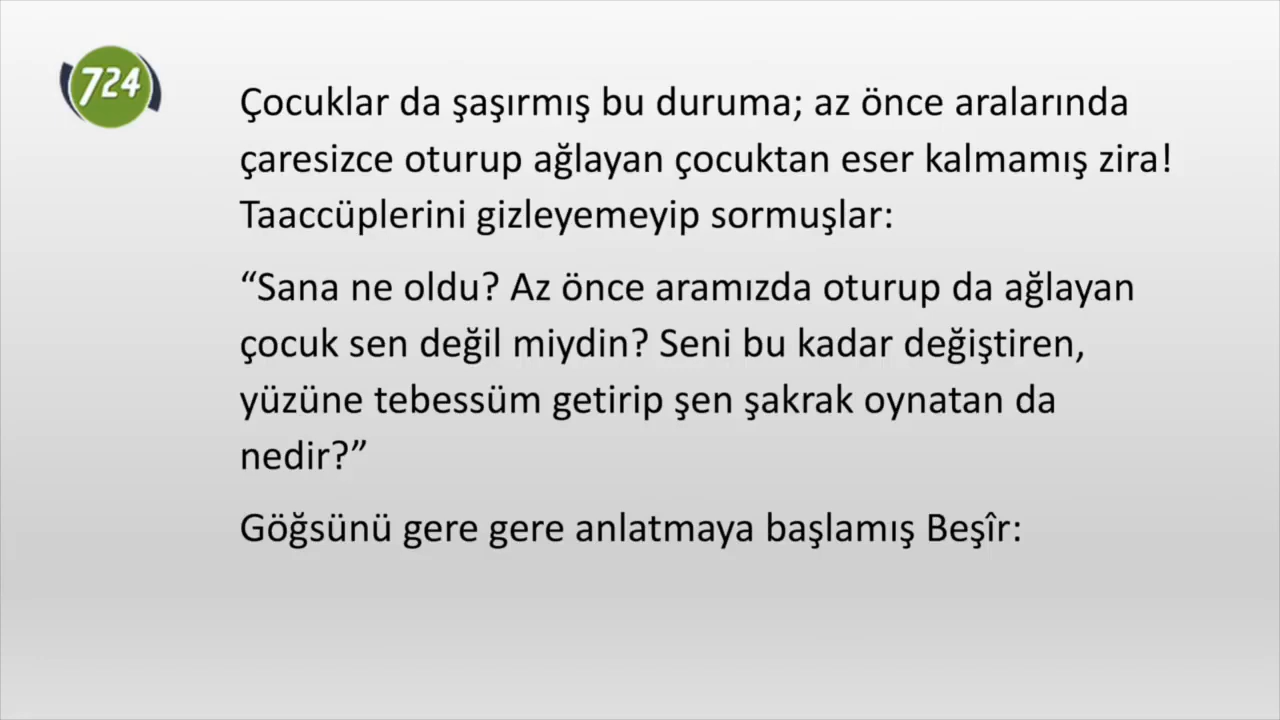 724
Çocuklar da şaşırmış bu duruma; az önce aralarında
çaresizce oturup ağlayan çocuktan eser kalmamış zira!
Taaccüplerini gizleyemeyip sormuşlar:
“Sana ne oldu? Az önce aramızda oturup da ağlayan
çocuk sen değil miydin? Seni bu kadar değiştiren,
yüzüne tebessüm getirip şen şakrak oynatan da
nedir?”
Göğsünü gere gere anlatmaya başlamış Beşîr: